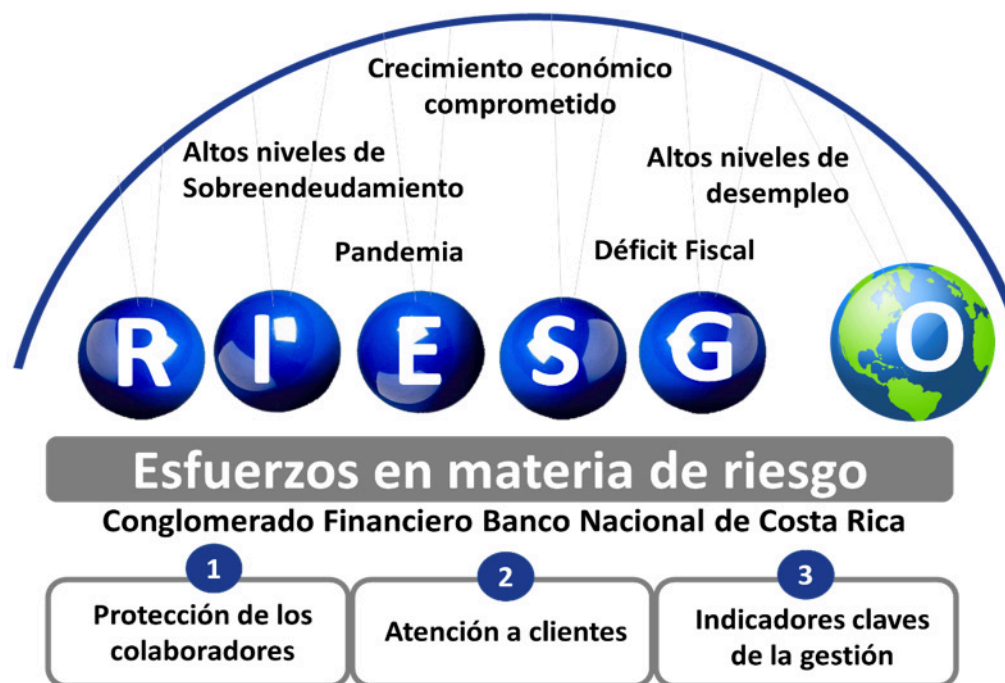 Crecimiento económico
comprometido
Altos niveles de
Sobreendeudamiento
Altos niveles de
desempleo
Pandemia
Déficit Fiscal
RIESGO
Esfuerzos en materia de riesgo
Conglomerado Financiero Banco Nacional de Costa Rica
1
Protección de los
colaboradores
2
Atención a clientes
3
Indicadores claves
de la gestión